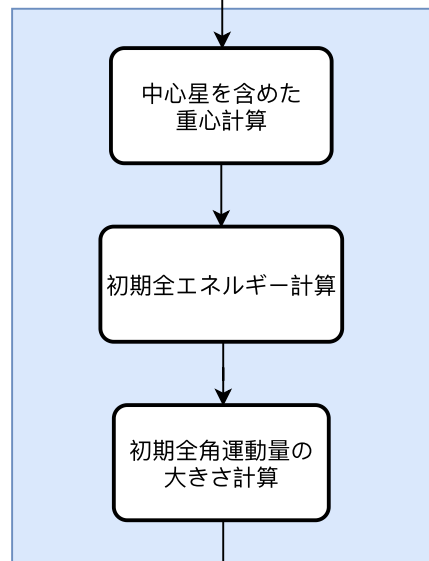 中心星を含めた
重心計算
初期全エネルギー計算
初期全角運動量の
大きさ計算